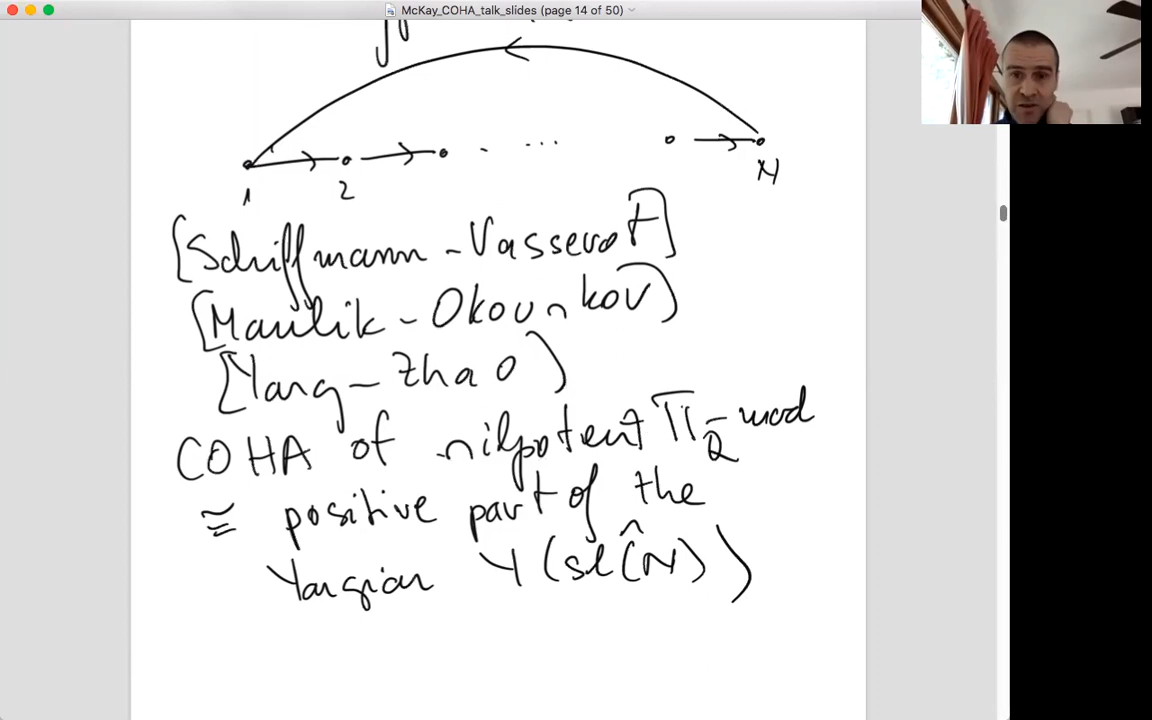 McKay_COHA_talk_slides (page 14 of 50)
1 2 ... N
[Schiffmann-Vasserot]
[Maulik-Okounkov]
[Yang-Zhao]
COHA of nilpotent Π_Q-mod
≅ positive part of the
Yangian Y(sl^(N))